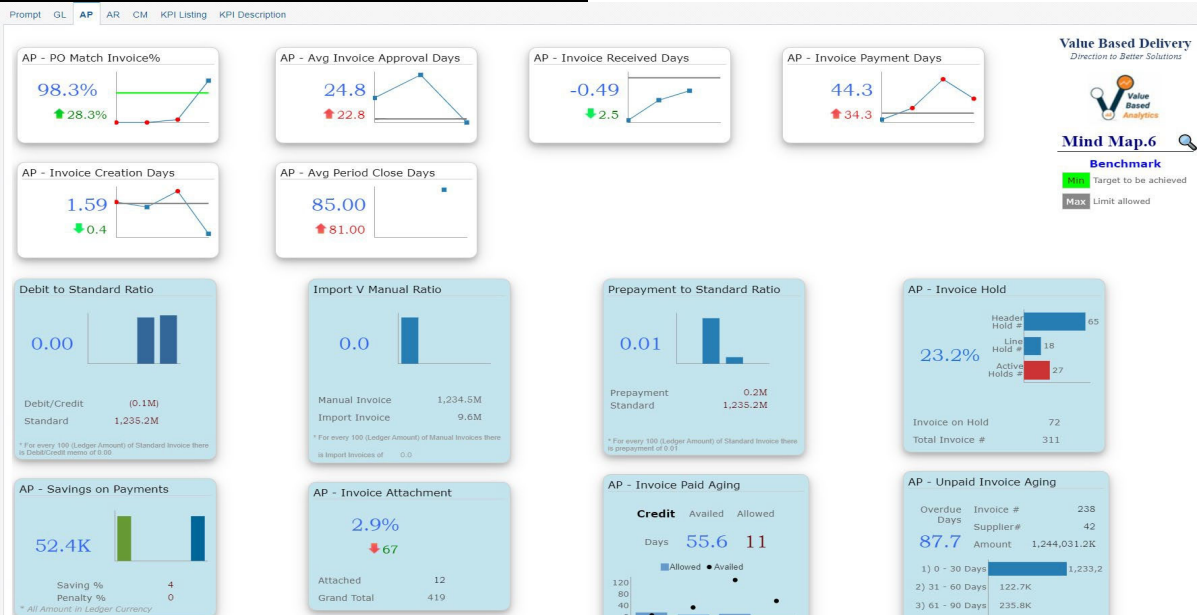 Prompt GL AP AR CM KPI Listing KPI Description
AP - PO Match Invoice%
98.3%
28.3%
AP - Avg Invoice Approval Days
24.8
22.8
AP - Invoice Received Days
-0.49
2.5
AP - Invoice Payment Days
44.3
34.3
Value Based Delivery
Direction to Better Solutions
Value
Based
Analytics
Mind Map.6
Benchmark
Min Target to be achieved
Max Limit allowed
AP - Invoice Creation Days
1.59
0.4
AP - Avg Period Close Days
85.00
81.00
Debit to Standard Ratio
0.00
Debit/Credit (0.1M)
Standard 1,235.2M
* For every 100 (Ledger Amount) of Standard Invoice there
is Debit/Credit memo of 0.00
Import V Manual Ratio
0.0
Manual Invoice 1,234.5M
Import Invoice 9.6M
* For every 100 (Ledger Amount) of Manual Invoices there
is Import Invoices of 0.0
Prepayment to Standard Ratio
0.01
Prepayment 0.2M
Standard 1,235.2M
* For every 100 (Ledger Amount) of Standard Invoice there
is prepayment of 0.01
AP - Invoice Hold
23.2%
Header
Hold # 65
Line
Hold # 18
Active
Holds # 27
Invoice on Hold 72
Total Invoice # 311
AP - Savings on Payments
52.4K
Saving % 4
Penalty % 0
* All Amount in Ledger Currency
AP - Invoice Attachment
2.9%
67
Attached 12
Grand Total 419
AP - Invoice Paid Aging
Credit Availed Allowed
Days 55.6 11
Allowed Availed
120
80
40
AP - Unpaid Invoice Aging
Overdue
Days
87.7
Invoice # 238
Supplier# 42
Amount 1,244,031.2K
1) 0 - 30 Days 1,233,2
2) 31 - 60 Days 122.7K
3) 61 - 90 Days 235.8K